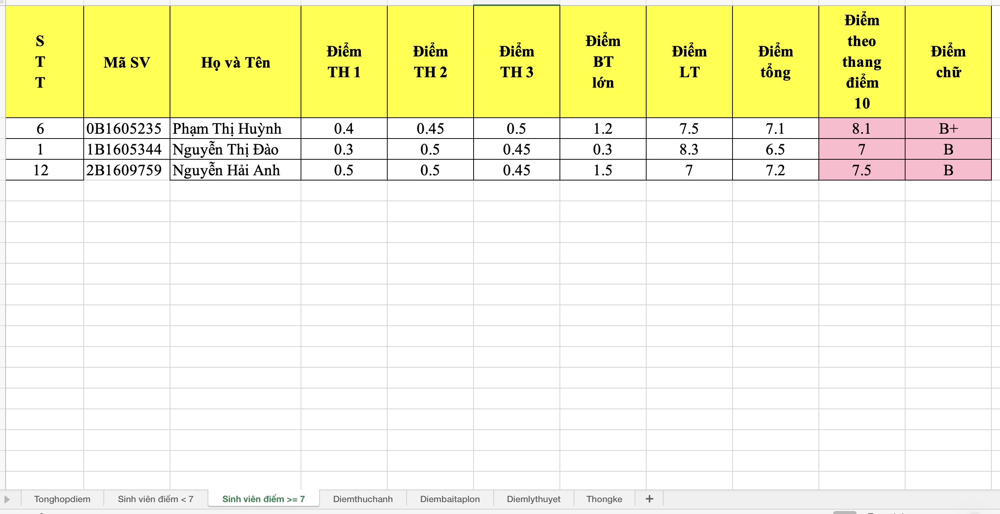 S T T Mã SV Họ và Tên Điểm TH 1 Điểm TH 2 Điểm TH 3 Điểm BT lớn Điểm LT Điểm tổng Điểm theo thang điểm 10 Điểm chữ
6 0B1605235 Phạm Thị Huỳnh 0.4 0.45 0.5 1.2 7.5 7.1 8.1 B+
1 1B1605344 Nguyễn Thị Đào 0.3 0.5 0.45 0.3 8.3 6.5 7 B
12 2B1609759 Nguyễn Hải Anh 0.5 0.5 0.45 1.5 7 7.2 7.5 B
Tonghopdiem Sinh viên điểm < 7 Sinh viên điểm >= 7 Diemthuchanh Diembaitaplon Diemlythuyet Thongke +